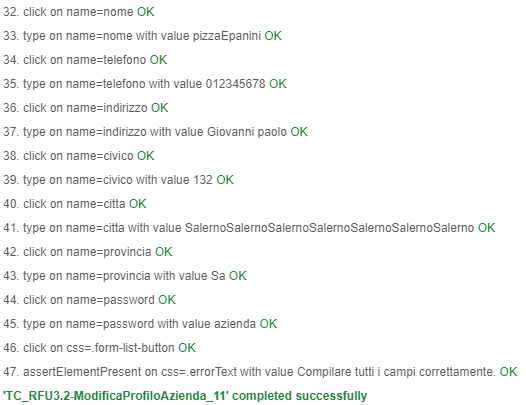 32. click on name=nome OK
33. type on name=nome with value pizzaEpanini OK
34. click on name=telefono OK
35. type on name=telefono with value 012345678 OK
36. click on name=indirizzo OK
37. type on name=indirizzo with value Giovanni paolo OK
38. click on name=civico OK
39. type on name=civico with value 132 OK
40. click on name=citta OK
41. type on name=citta with value SalernoSalernoSalernoSalernoSalernoSalernoSalerno OK
42. click on name=provincia OK
43. type on name=provincia with value Sa OK
44. click on name=password OK
45. type on name=password with value azienda OK
46. click on css=.form-list-button OK
47. assertElementPresent on css=.errorText with value Compilare tutti i campi correttamente. OK
'TC_RFU3.2-ModificaProfiloAzienda_11' completed successfully